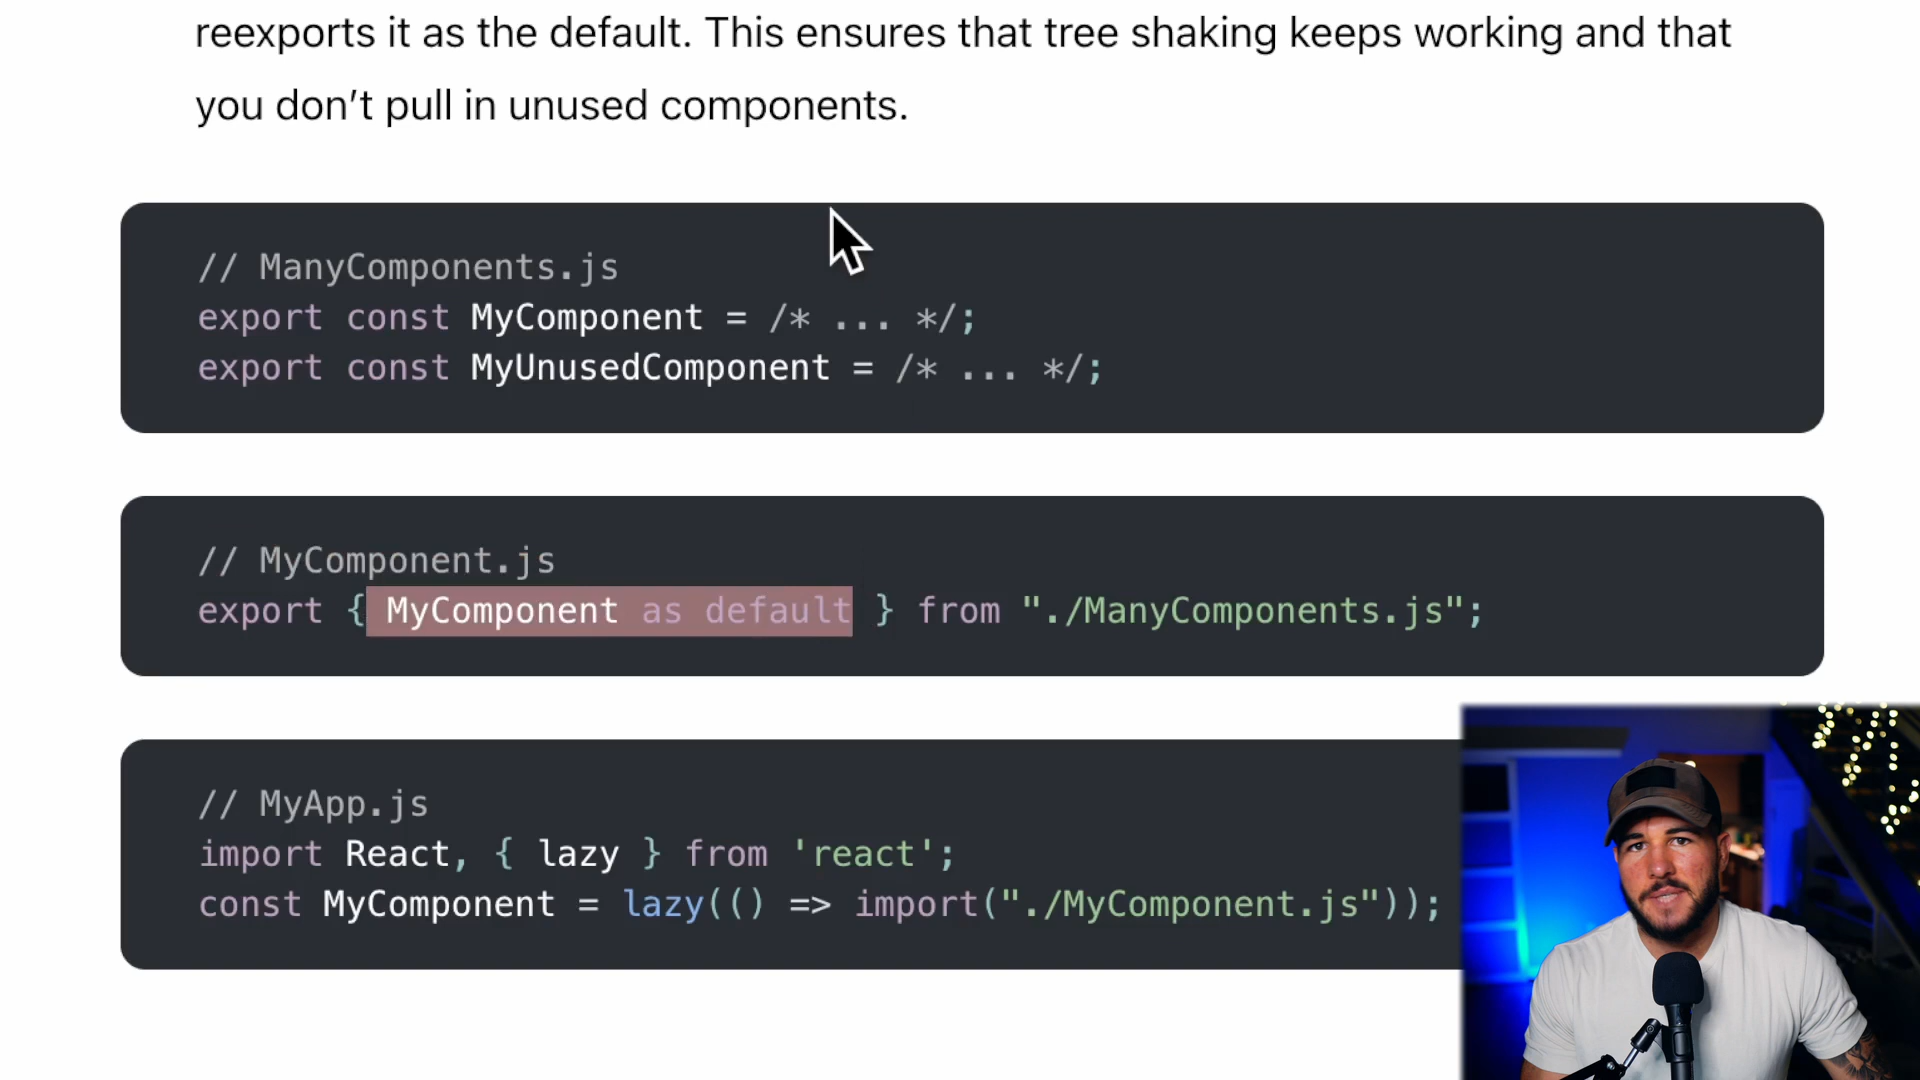 reexports it as the default. This ensures that tree shaking keeps working and that
you don’t pull in unused components.
// ManyComponents.js
export const MyComponent = /* ... */;
export const MyUnusedComponent = /* ... */;
// MyComponent.js
export { MyComponent as default } from "./ManyComponents.js";
// MyApp.js
import React, { lazy } from 'react';
const MyComponent = lazy(() => import("./MyComponent.js"));